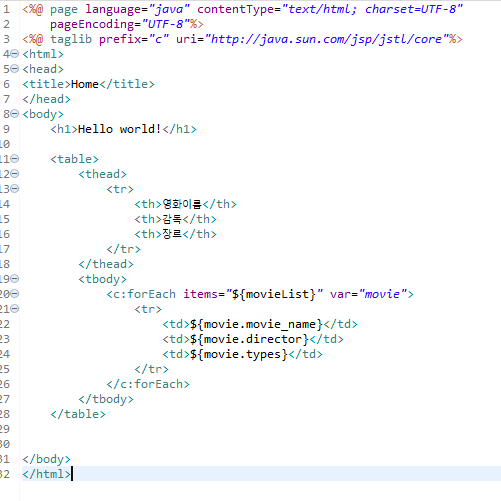 1 <%@ page language="java" contentType="text/html; charset=UTF-8"
2     pageEncoding="UTF-8"%>
3 <%@ taglib prefix="c" uri="http://java.sun.com/jsp/jstl/core"%>
4 <html>
5 <head>
6 <title>Home</title>
7 </head>
8 <body>
9     <h1>Hello world!</h1>
10
11     <table>
12         <thead>
13             <tr>
14                 <th>영화이름</th>
15                 <th>감독</th>
16                 <th>장르</th>
17             </tr>
18         </thead>
19         <tbody>
20             <c:forEach items="${movieList}" var="movie">
21                 <tr>
22                     <td>${movie.movie_name}</td>
23                     <td>${movie.director}</td>
24                     <td>${movie.types}</td>
25                 </tr>
26             </c:forEach>
27         </tbody>
28     </table>
29
30
31 </body>
32 </html>